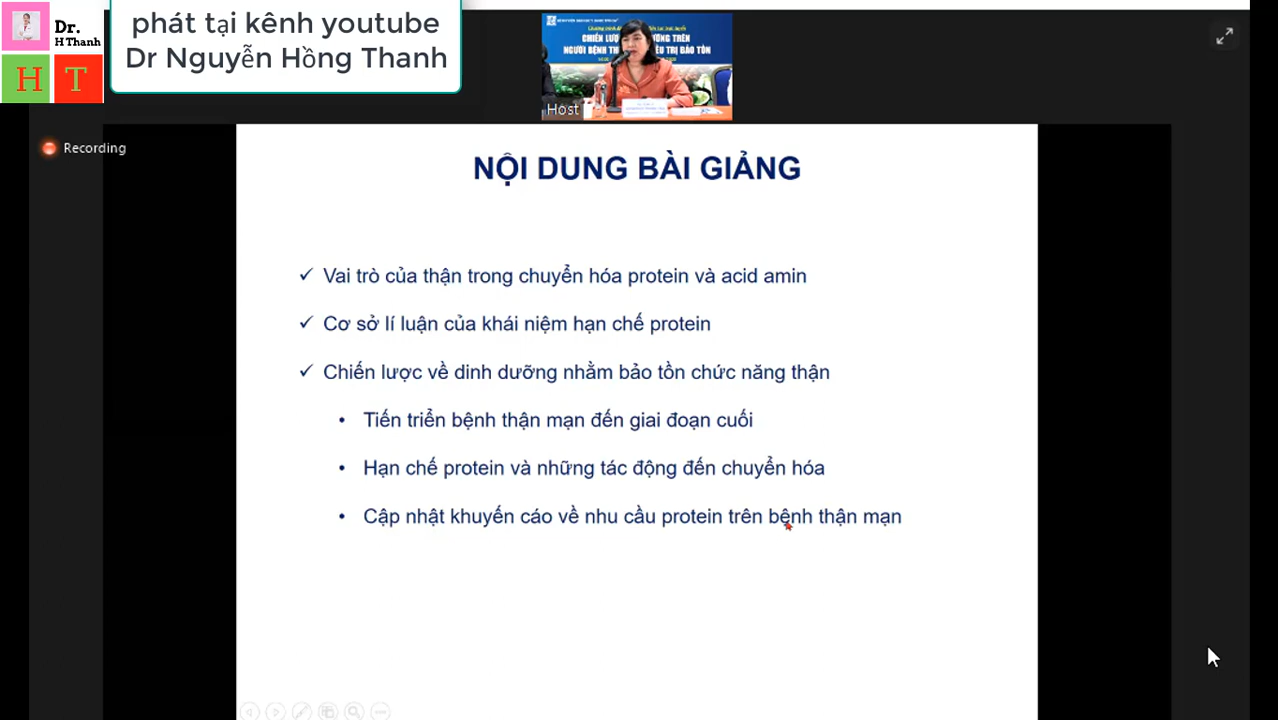 Dr.
H Thanh
H T
phát tại kênh youtube
Dr Nguyễn Hồng Thanh
NGƯỜI BỆNH
Host
Recording
NỘI DUNG BÀI GIẢNG
✓ Vai trò của thận trong chuyển hóa protein và acid amin
✓ Cơ sở lí luận của khái niệm hạn chế protein
✓ Chiến lược về dinh dưỡng nhằm bảo tồn chức năng thận
• Tiến triển bệnh thận mạn đến giai đoạn cuối
• Hạn chế protein và những tác động đến chuyển hóa
• Cập nhật khuyến cáo về nhu cầu protein trên bệnh thận mạn